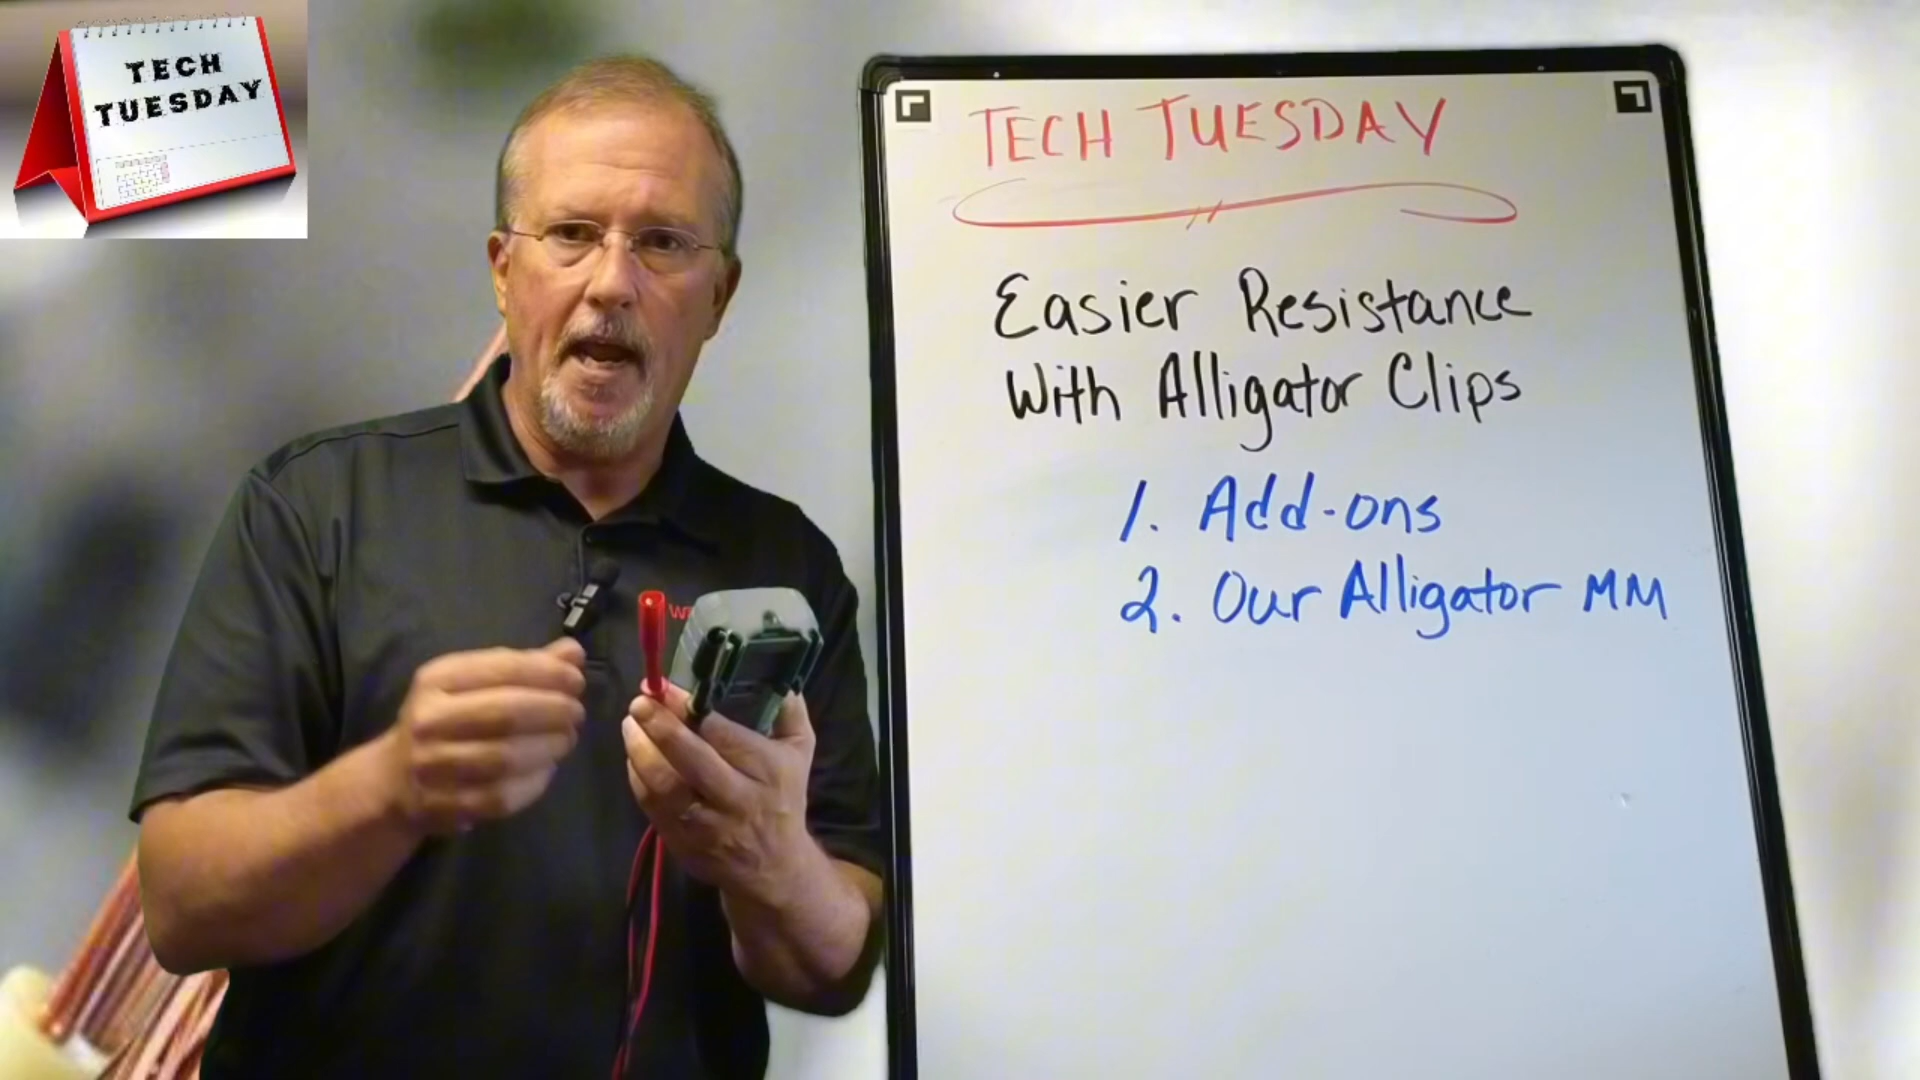 TECH
TUESDAY
TECH TUESDAY
Easier Resistance
With Alligator Clips
1. Add-ons
2. Our Alligator MM